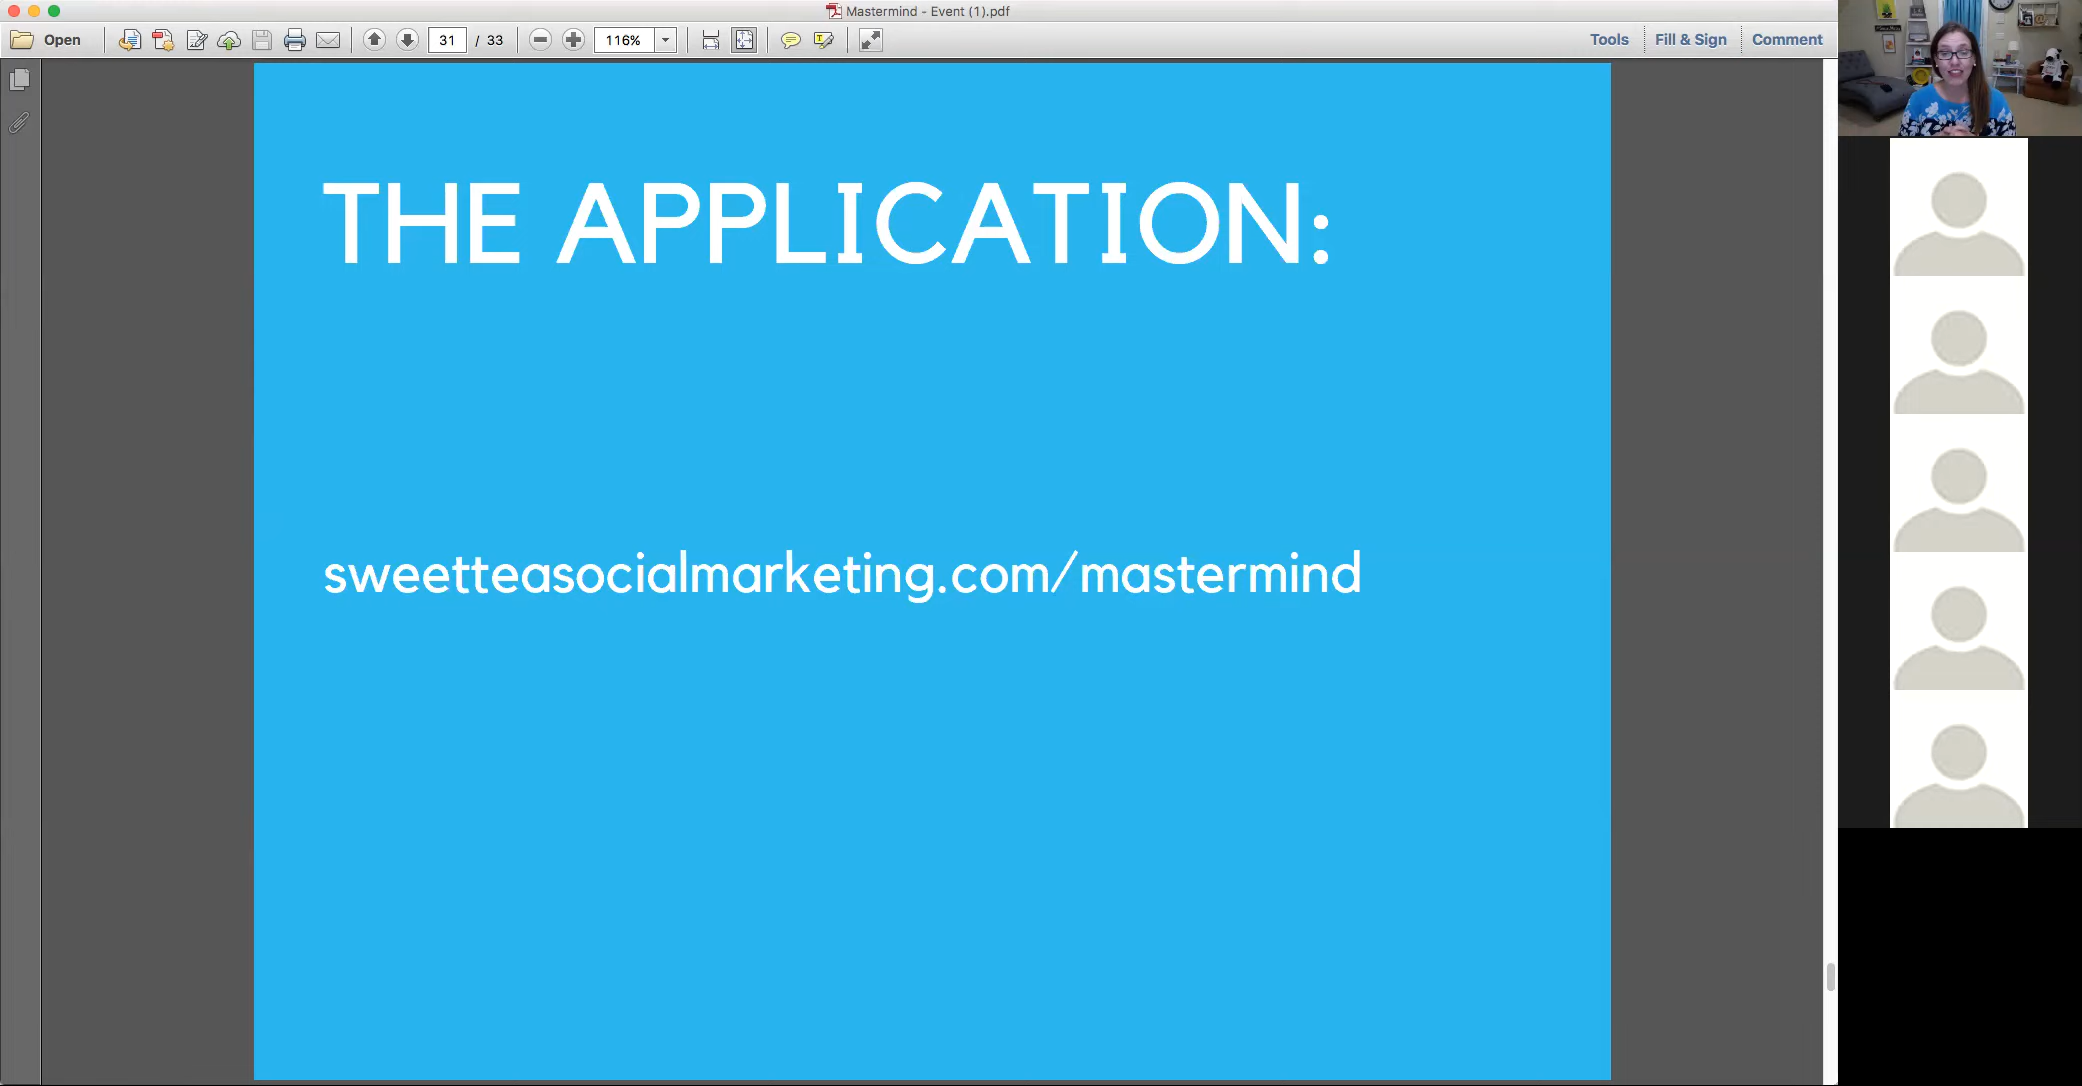 Mastermind - Event (1).pdf
Open
31 / 33
116%
Tools
Fill & Sign
Comment
THE APPLICATION:
sweetteasocialmarketing.com/mastermind